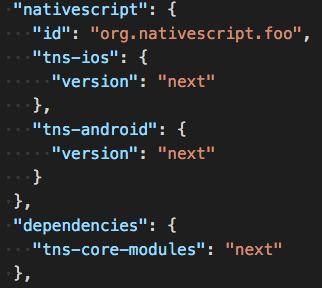 "nativescript": {
  "id": "org.nativescript.foo",
  "tns-ios": {
    "version": "next"
  },
  "tns-android": {
    "version": "next"
  }
},
"dependencies": {
  "tns-core-modules": "next"
},